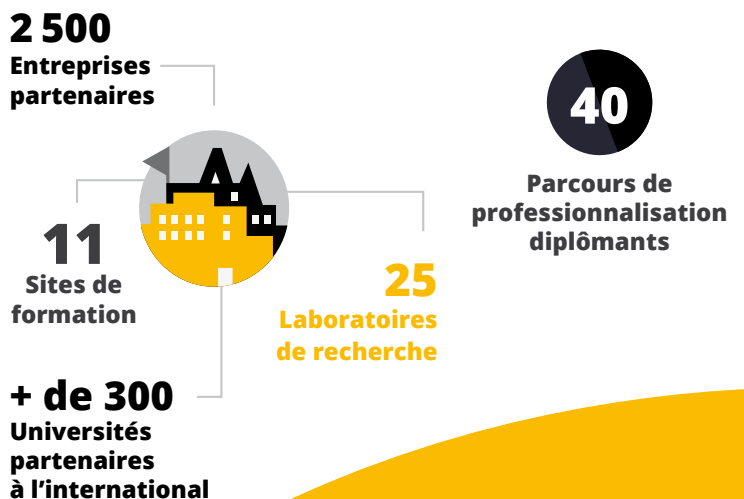 2 500
Entreprises
partenaires
40
Parcours de
professionnalisation
diplômants
11
Sites de
formation
25
Laboratoires
de recherche
+ de 300
Universités
partenaires
à l’international